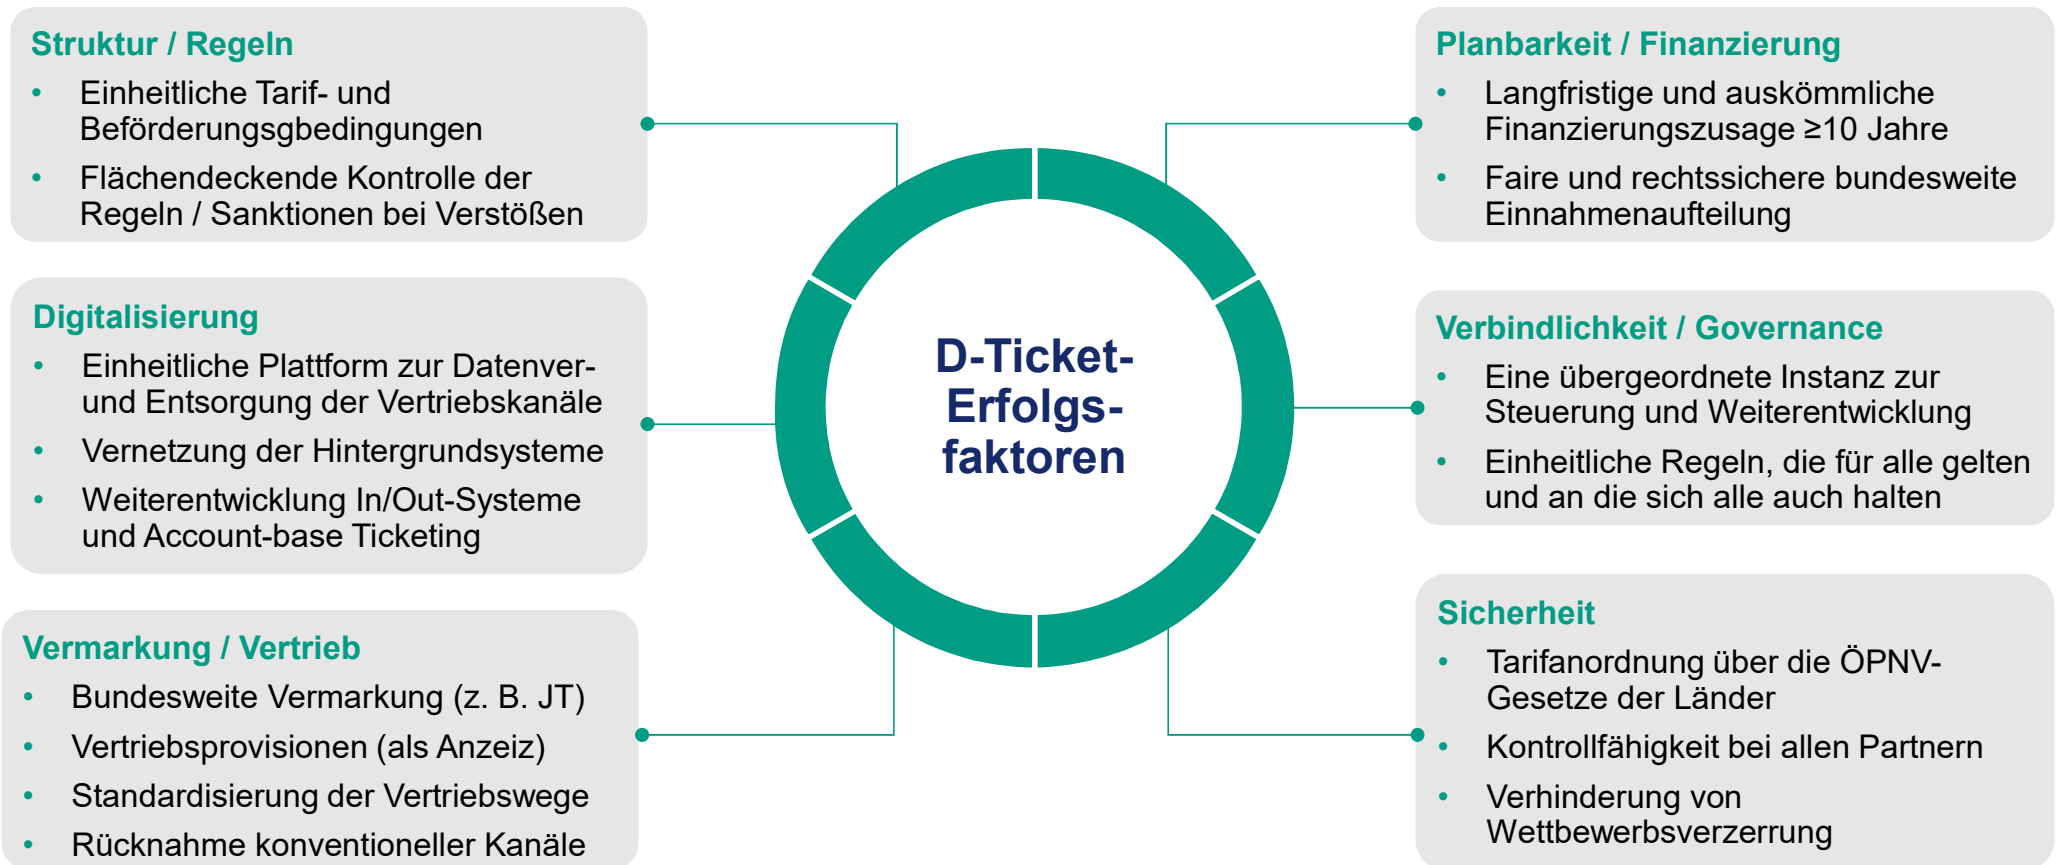 Struktur / Regeln
• Einheitliche Tarif- und
Beförderungsgbedingungen
• Flächendeckende Kontrolle der
Regeln / Sanktionen bei Verstößen
Digitalisierung
• Einheitliche Plattform zur Datenver-
und Entsorgung der Vertriebskanäle
• Vernetzung der Hintergrundsysteme
• Weiterentwicklung In/Out-Systeme
und Account-base Ticketing
Vermarkung / Vertrieb
• Bundesweite Vermarkung (z. B. JT)
• Vertriebsprovisionen (als Anzeiz)
• Standardisierung der Vertriebswege
• Rücknahme konventioneller Kanäle
D-Ticket-
Erfolgs-
faktoren
Planbarkeit / Finanzierung
• Langfristige und auskömmliche
Finanzierungszusage ≥10 Jahre
• Faire und rechtssichere bundesweite
Einnahmenaufteilung
Verbindlichkeit / Governance
• Eine übergeordnete Instanz zur
Steuerung und Weiterentwicklung
• Einheitliche Regeln, die für alle gelten
und an die sich alle auch halten
Sicherheit
• Tarifanordnung über die ÖPNV-
Gesetze der Länder
• Kontrollfähigkeit bei allen Partnern
• Verhinderung von
Wettbewerbsverzerrung